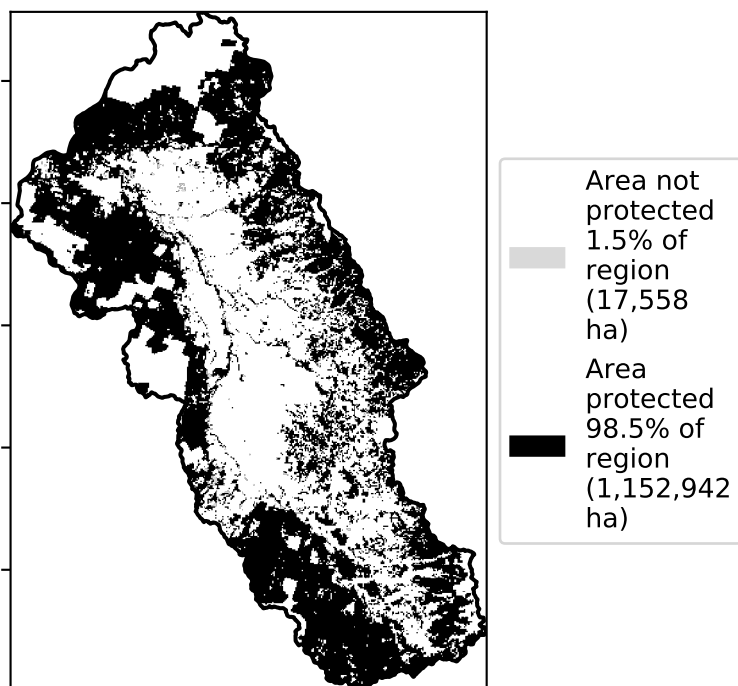 Area not
protected
1.5% of
region
(17,558
ha)
Area
protected
98.5% of
region
(1,152,942
ha)